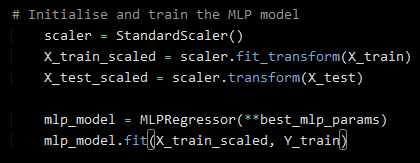 # Initialise and train the MLP model
scaler = StandardScaler()
X_train_scaled = scaler.fit_transform(X_train)
X_test_scaled = scaler.transform(X_test)
mlp_model = MLPRegressor(**best_mlp_params)
mlp_model.fit(X_train_scaled, Y_train)